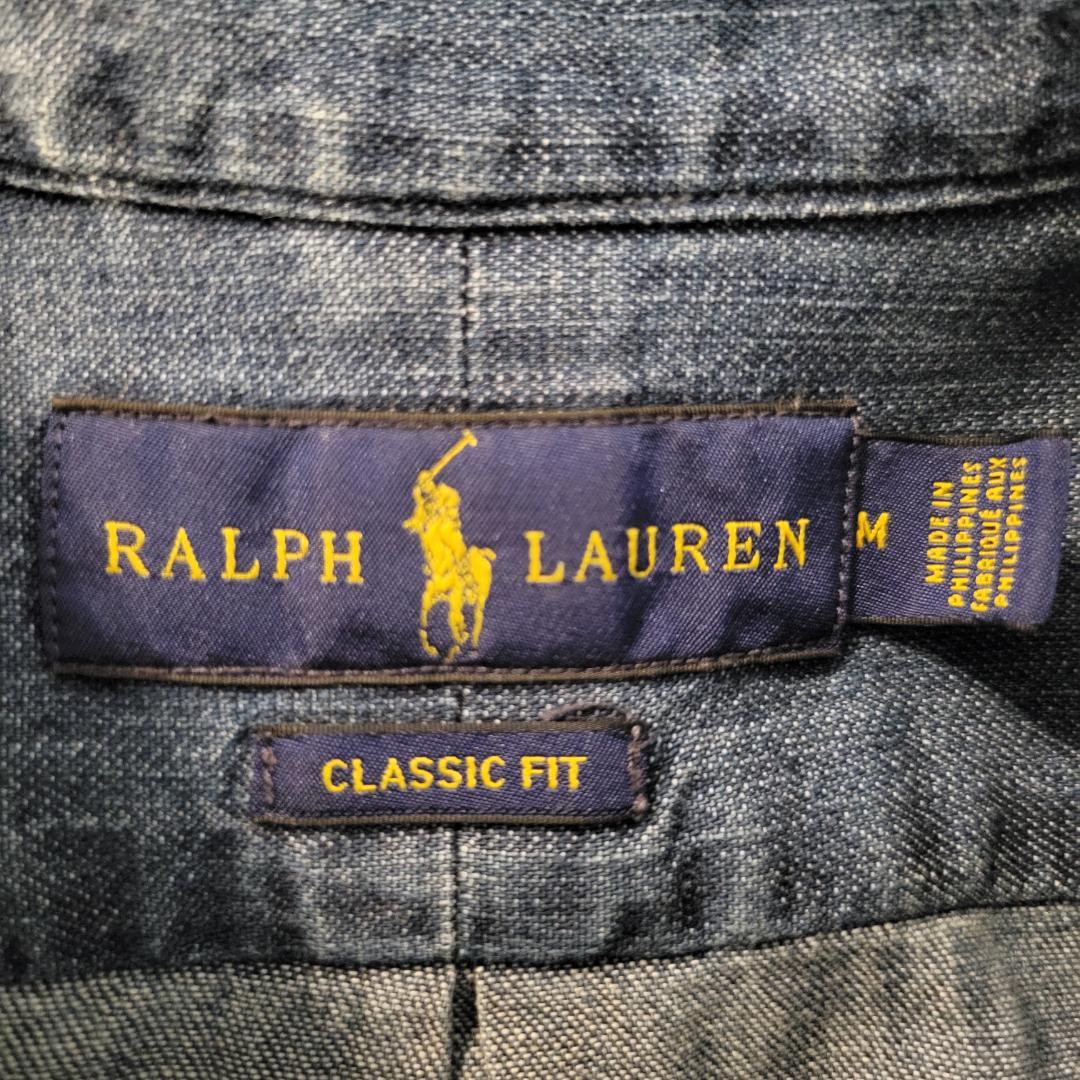 RALPH LAUREN
M
MADE IN
PHILIPPINES
FABRIQUÉ AUX
PHILIPPINES
CLASSIC FIT